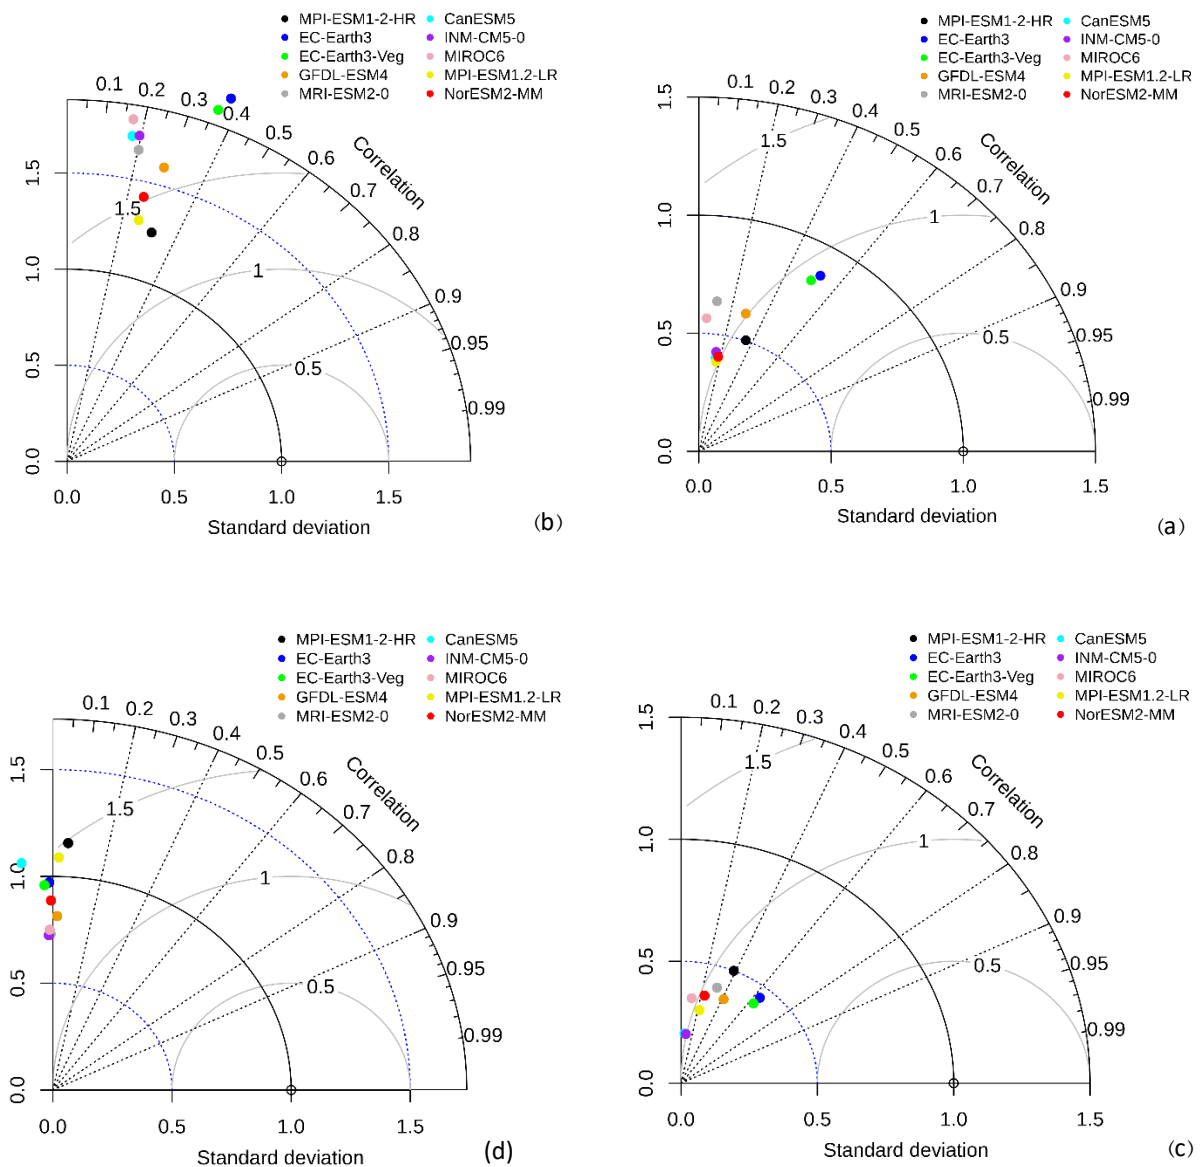 MPI-ESM1-2-HR
EC-Earth3
EC-Earth3-Veg
GFDL-ESM4
MRI-ESM2-0
CanESM5
INM-CM5-0
MIROC6
MPI-ESM1.2-LR
NorESM2-MM
0.1
0.2
0.3
0.4
0.5
0.6
0.7
0.8
0.9
0.95
0.99
Correlation
1.5
1
0.5
1.5
1.0
0.5
0.0
0.0
0.5
1.0
1.5
Standard deviation
(b)
MPI-ESM1-2-HR
EC-Earth3
EC-Earth3-Veg
GFDL-ESM4
MRI-ESM2-0
CanESM5
INM-CM5-0
MIROC6
MPI-ESM1.2-LR
NorESM2-MM
0.1
0.2
0.3
0.4
0.5
0.6
0.7
0.8
0.9
0.95
0.99
Correlation
1.5
1
0.5
1.5
1.0
0.5
0.0
0.0
0.5
1.0
1.5
Standard deviation
(a)
MPI-ESM1-2-HR
EC-Earth3
EC-Earth3-Veg
GFDL-ESM4
MRI-ESM2-0
CanESM5
INM-CM5-0
MIROC6
MPI-ESM1.2-LR
NorESM2-MM
0.1
0.2
0.3
0.4
0.5
0.6
0.7
0.8
0.9
0.95
0.99
Correlation
1.5
1
0.5
1.5
1.0
0.5
0.0
0.0
0.5
1.0
1.5
Standard deviation
(d)
MPI-ESM1-2-HR
EC-Earth3
EC-Earth3-Veg
GFDL-ESM4
MRI-ESM2-0
CanESM5
INM-CM5-0
MIROC6
MPI-ESM1.2-LR
NorESM2-MM
0.1
0.2
0.3
0.4
0.5
0.6
0.7
0.8
0.9
0.95
0.99
Correlation
1.5
1
0.5
1.5
1.0
0.5
0.0
0.0
0.5
1.0
1.5
Standard deviation
(c)